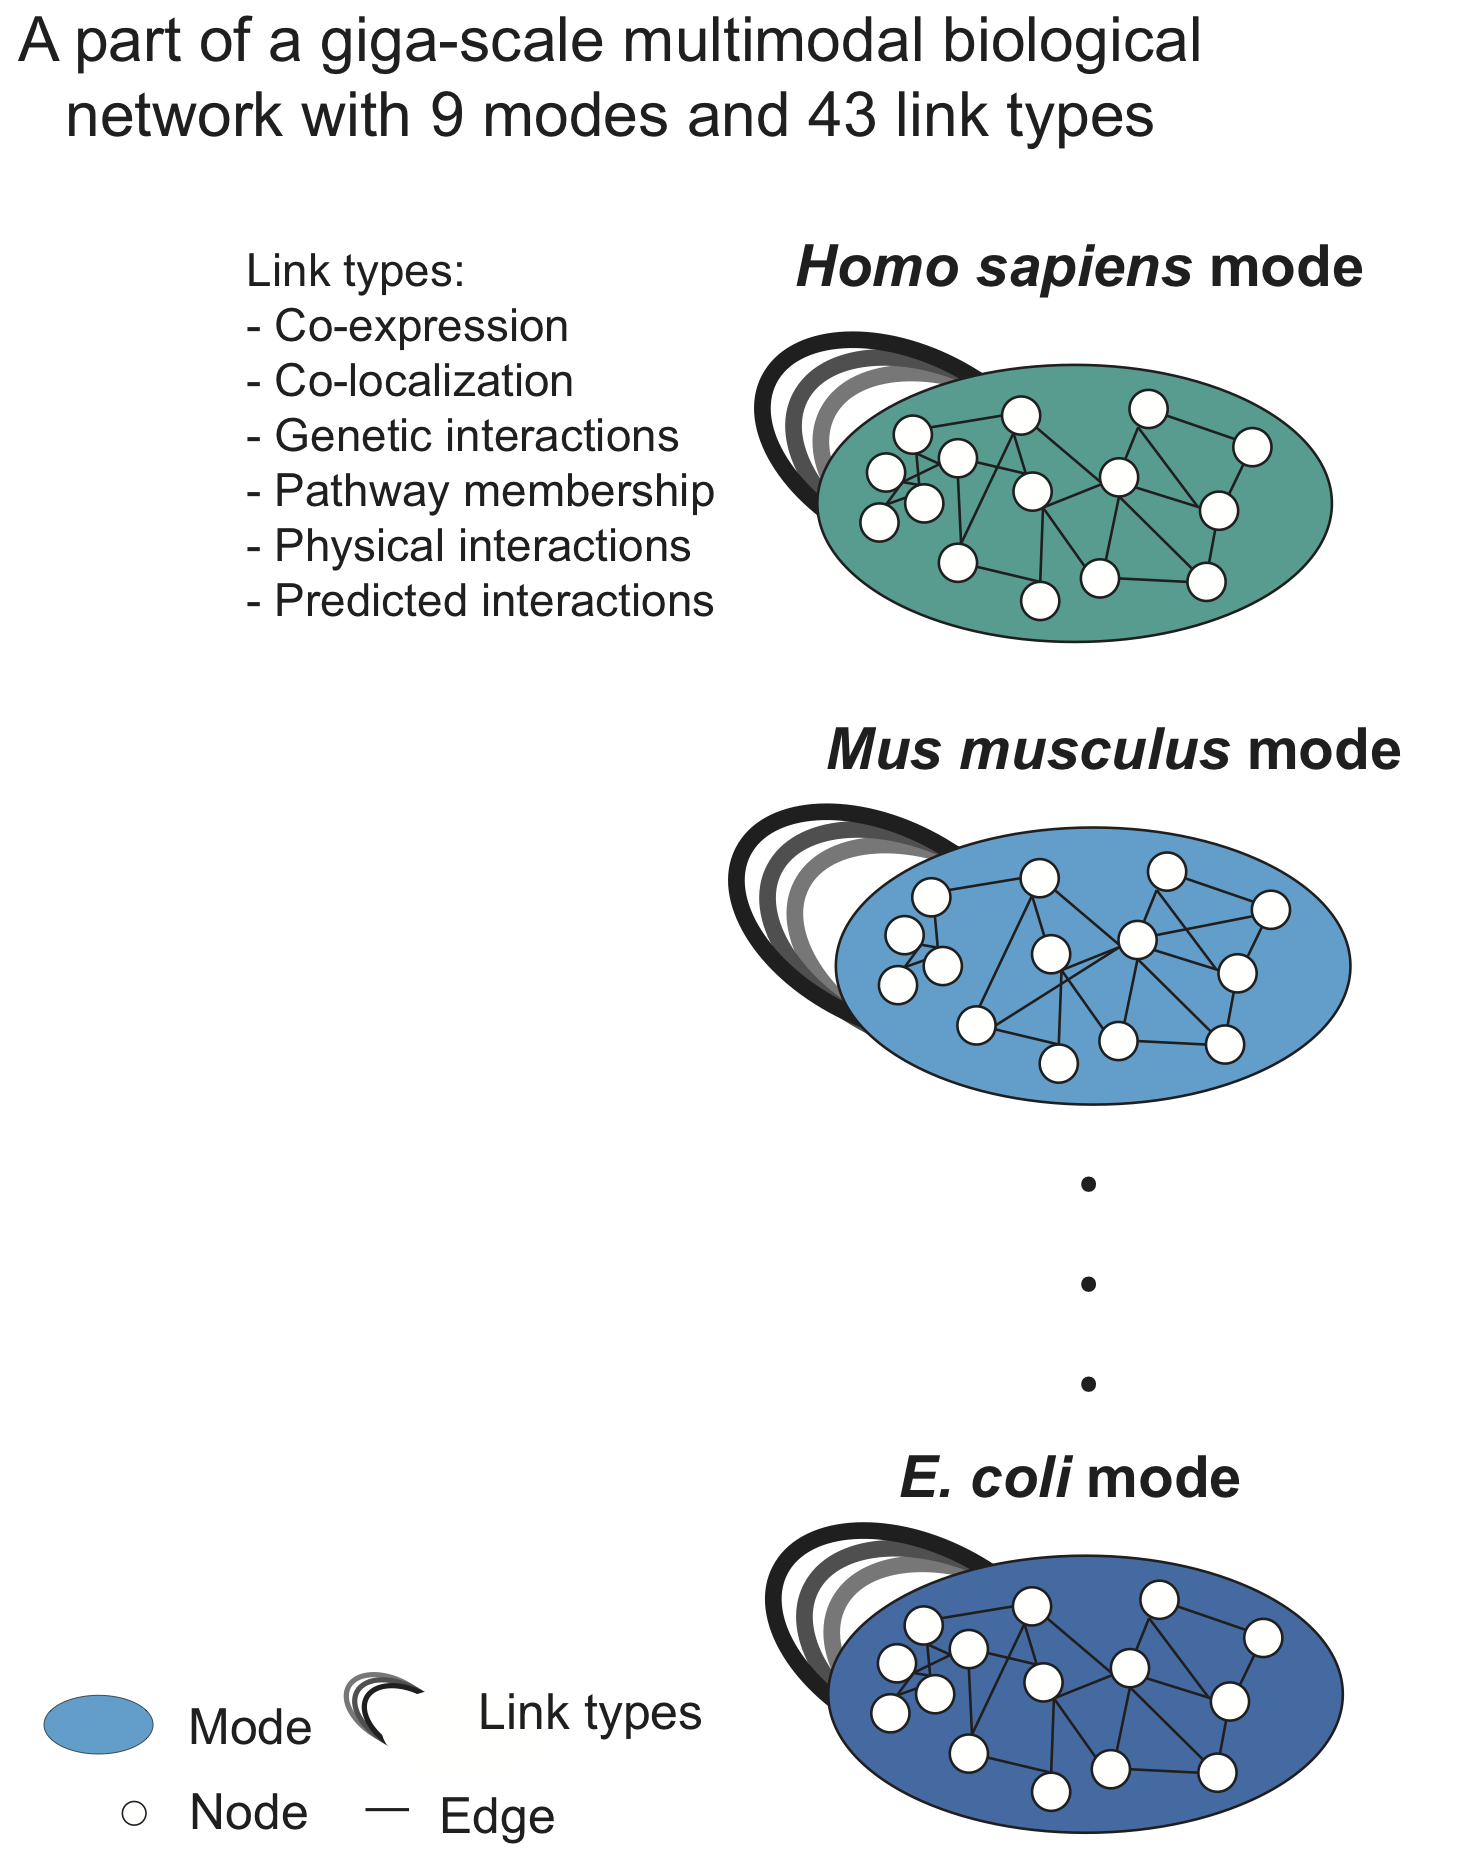 A part of a giga-scale multimodal biological
network with 9 modes and 43 link types
Link types:
- Co-expression
- Co-localization
- Genetic interactions
- Pathway membership
- Physical interactions
- Predicted interactions
Homo sapiens mode
Mus musculus mode
E. coli mode
Mode
Link types
Node
Edge